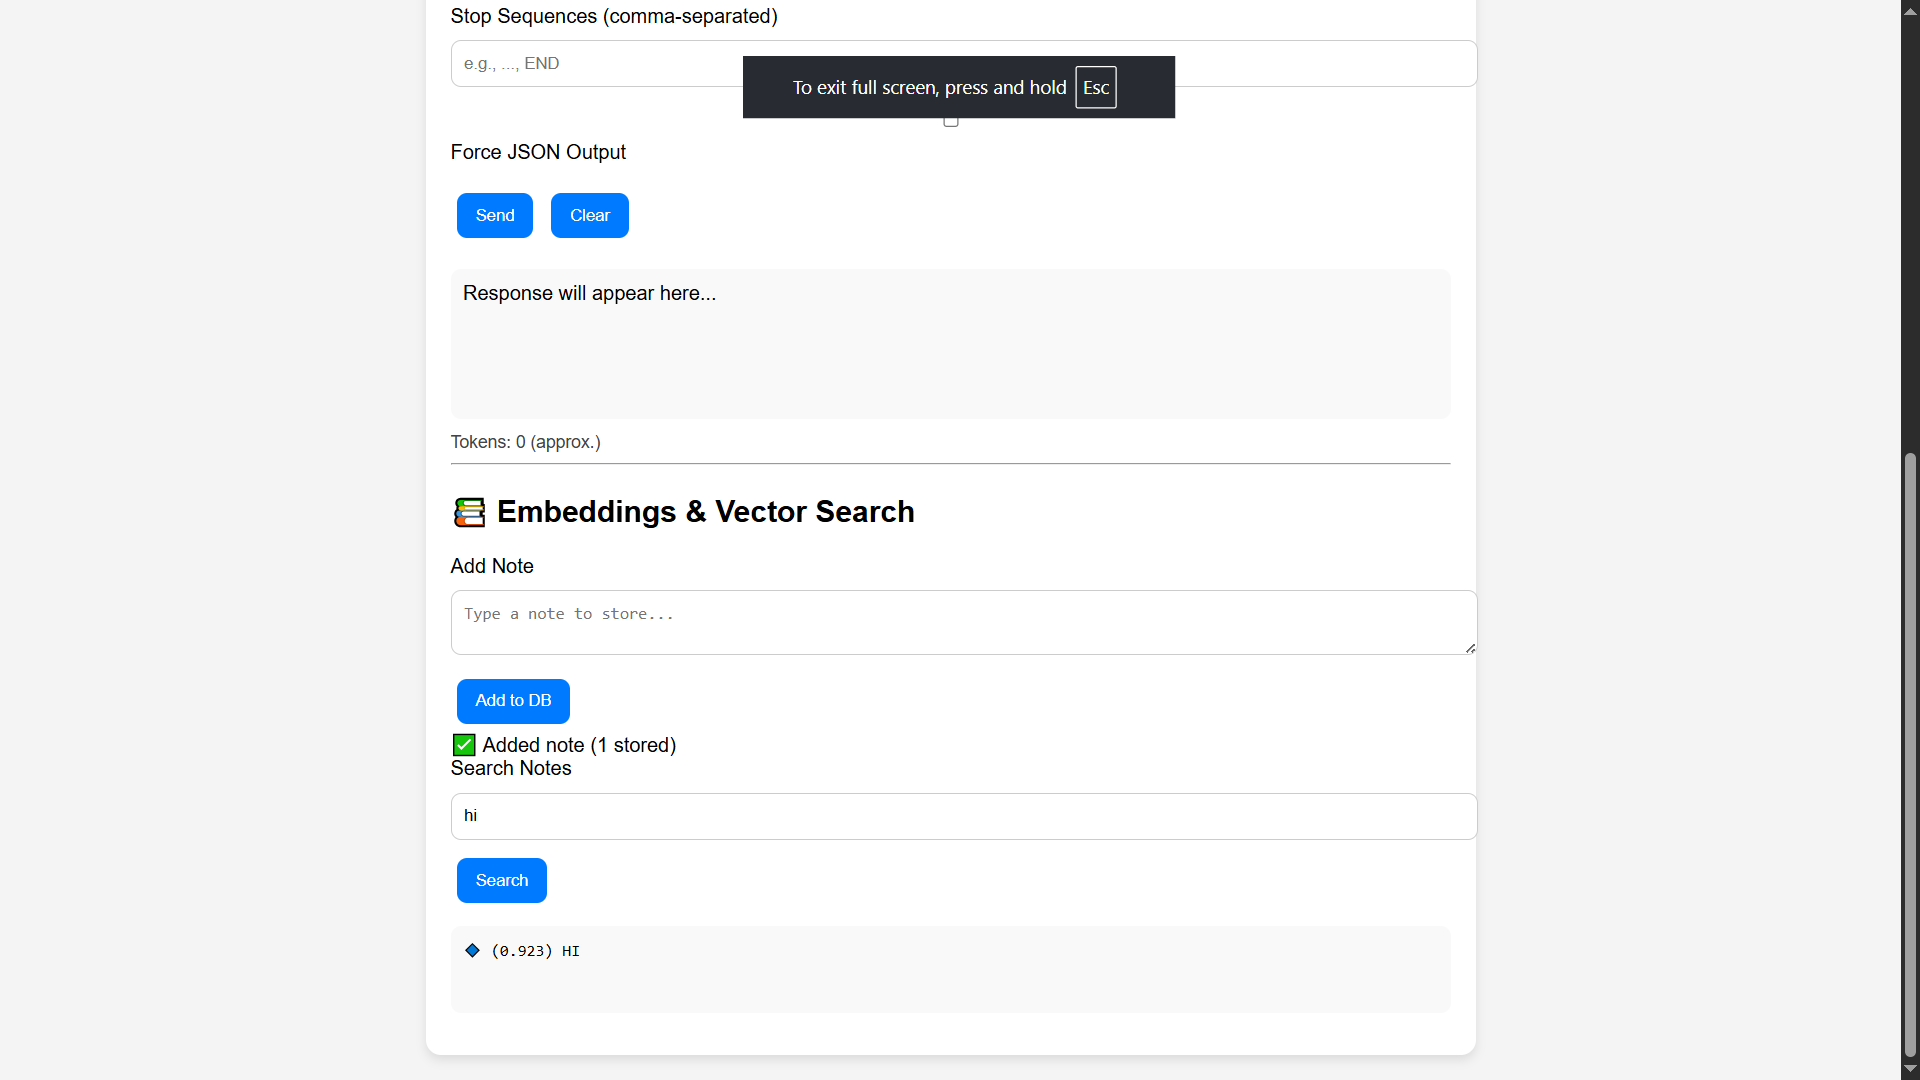 Stop Sequences (comma-separated)
e.g., ..., END
To exit full screen, press and hold Esc
Force JSON Output
Send Clear
Response will appear here...
Tokens: 0 (approx.)
📚 Embeddings & Vector Search
Add Note
Type a note to store...
Add to DB
✅ Added note (1 stored)
Search Notes
hi
Search
🔹 (0.923) HI